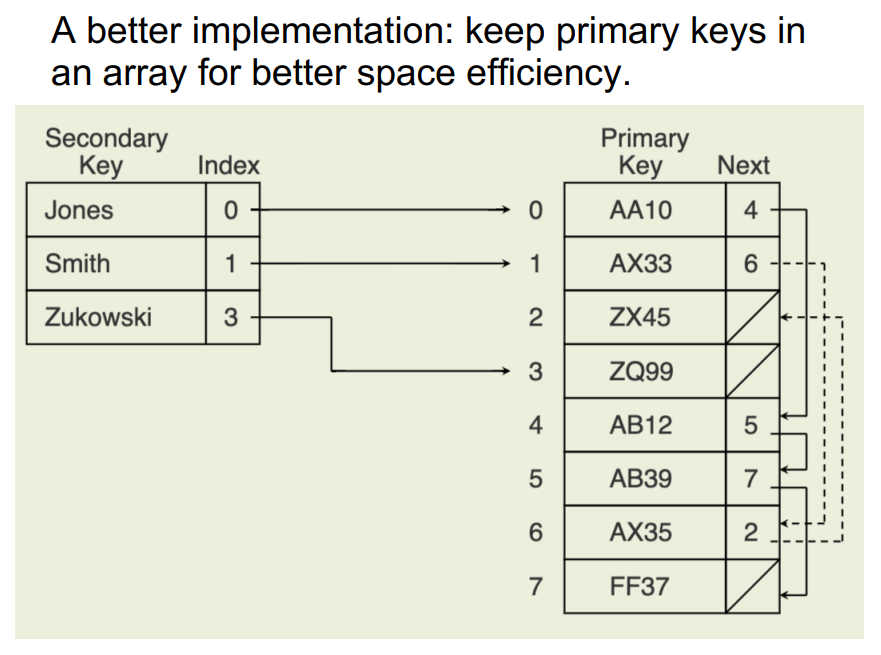 A better implementation: keep primary keys in
an array for better space efficiency.
Secondary
Key Index
Jones 0
Smith 1
Zukowski 3
Primary
Key Next
0 AA10 4
1 AX33 6
2 ZX45
3 ZQ99
4 AB12 5
5 AB39 7
6 AX35 2
7 FF37